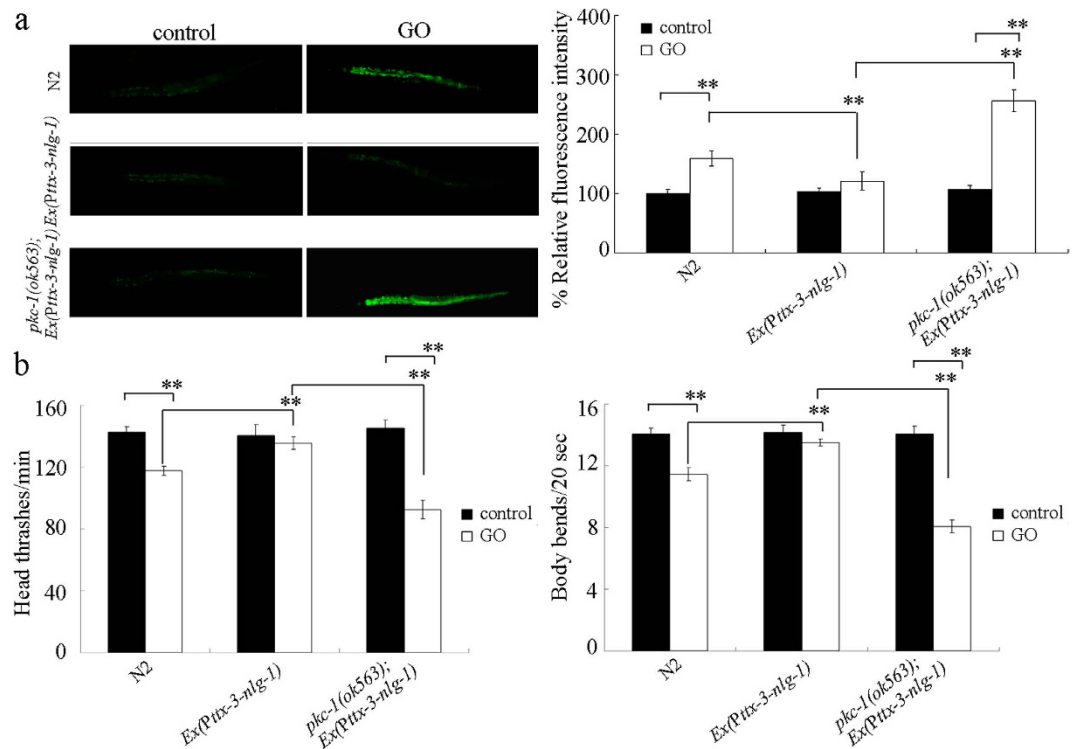 a
control
GO
N2
Ex(Pttx-3-nlg-1)
pkc-1(ok563);
Ex(Pttx-3-nlg-1)
% Relative fluorescence intensity
400
300
200
100
0
control
GO
**
**
**
**
N2
Ex(Pttx-3-nlg-1)
pkc-1(ok563);
Ex(Pttx-3-nlg-1)
b
Head thrashes/min
160
120
80
40
0
**
**
**
**
control
GO
N2
Ex(Pttx-3-nlg-1)
pkc-1(ok563);
Ex(Pttx-3-nlg-1)
Body bends/20 sec
16
12
8
4
0
**
**
**
**
control
GO
N2
Ex(Pttx-3-nlg-1)
pkc-1(ok563);
Ex(Pttx-3-nlg-1)